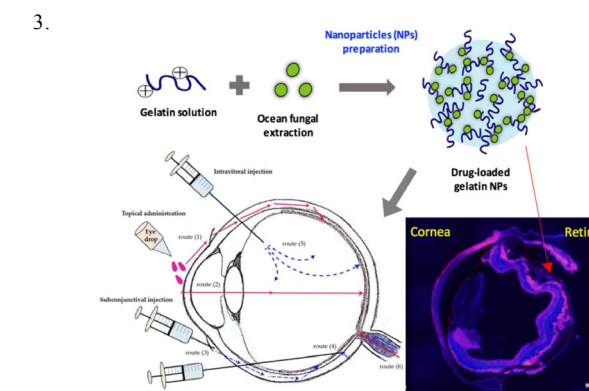 3.
Nanoparticles (NPs)
preparation
Gelatin solution
Ocean fungal
extraction
Drug-loaded
gelatin NPs
Intravitreal injection
Topical administration
Eye
drop
route (1)
route (5)
route (2)
Subconjunctival injection
route (3)
route (4)
route (6)
Cornea
Retin